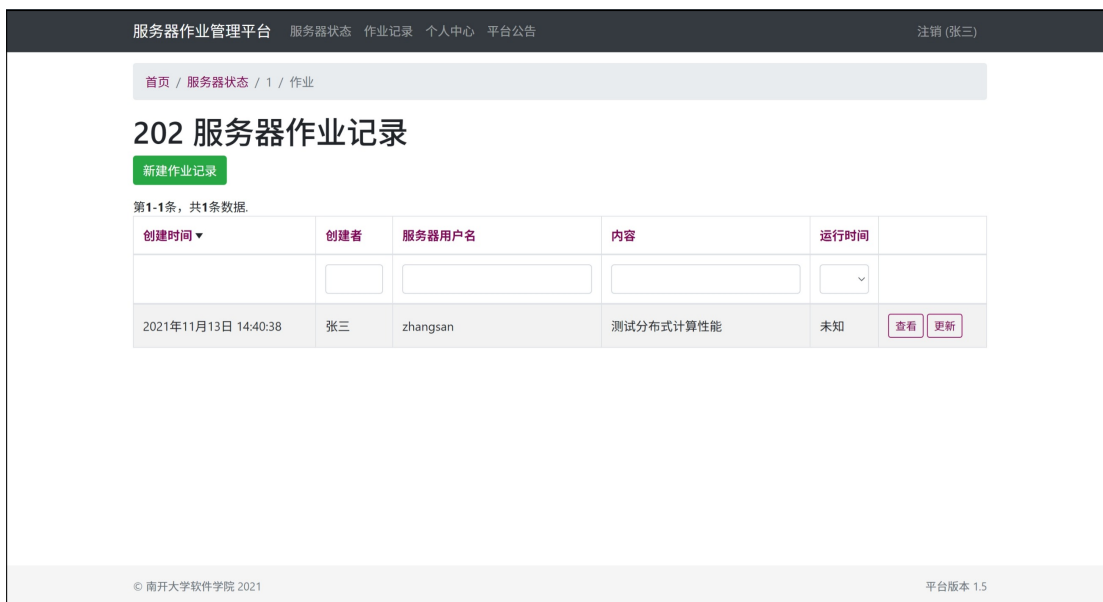 服务器作业管理平台 服务器状态 作业记录 个人中心 平台公告 注销 (张三)
首页 / 服务器状态 / 1 / 作业
202 服务器作业记录
新建作业记录
第1-1条，共1条数据.
创建时间 创建者 服务器用户名 内容 运行时间
2021年11月13日 14:40:38 张三 zhangsan 测试分布式计算性能 未知 查看 更新
© 南开大学软件学院 2021 平台版本 1.5